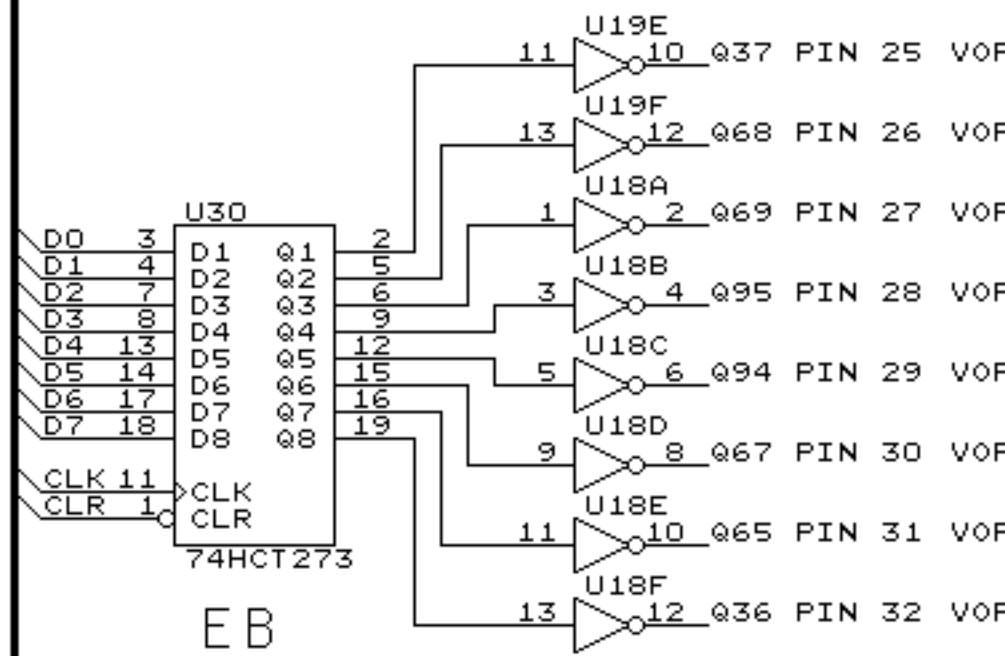 U19E
11 10 Q37 PIN 25 VOF
U19F
13 12 Q68 PIN 26 VOF
U18A
U30
1 2 Q69 PIN 27 VOF
D0 3 D1 Q1 2
D1 4 D2 Q2 5
U18B
D2 7 D3 Q3 6
3 4 Q95 PIN 28 VOF
D3 8 D4 Q4 9
U18C
D4 13 D5 Q5 12
D5 14 D6 Q6 15
5 6 Q94 PIN 29 VOF
D6 17 D7 Q7 16
D7 18 D8 Q8 19
U18D
9 8 Q67 PIN 30 VOF
CLK 11 CLK
CLR 1 CLR
U18E
11 10 Q65 PIN 31 VOF
74HCT273
U18F
13 12 Q36 PIN 32 VOF
EB